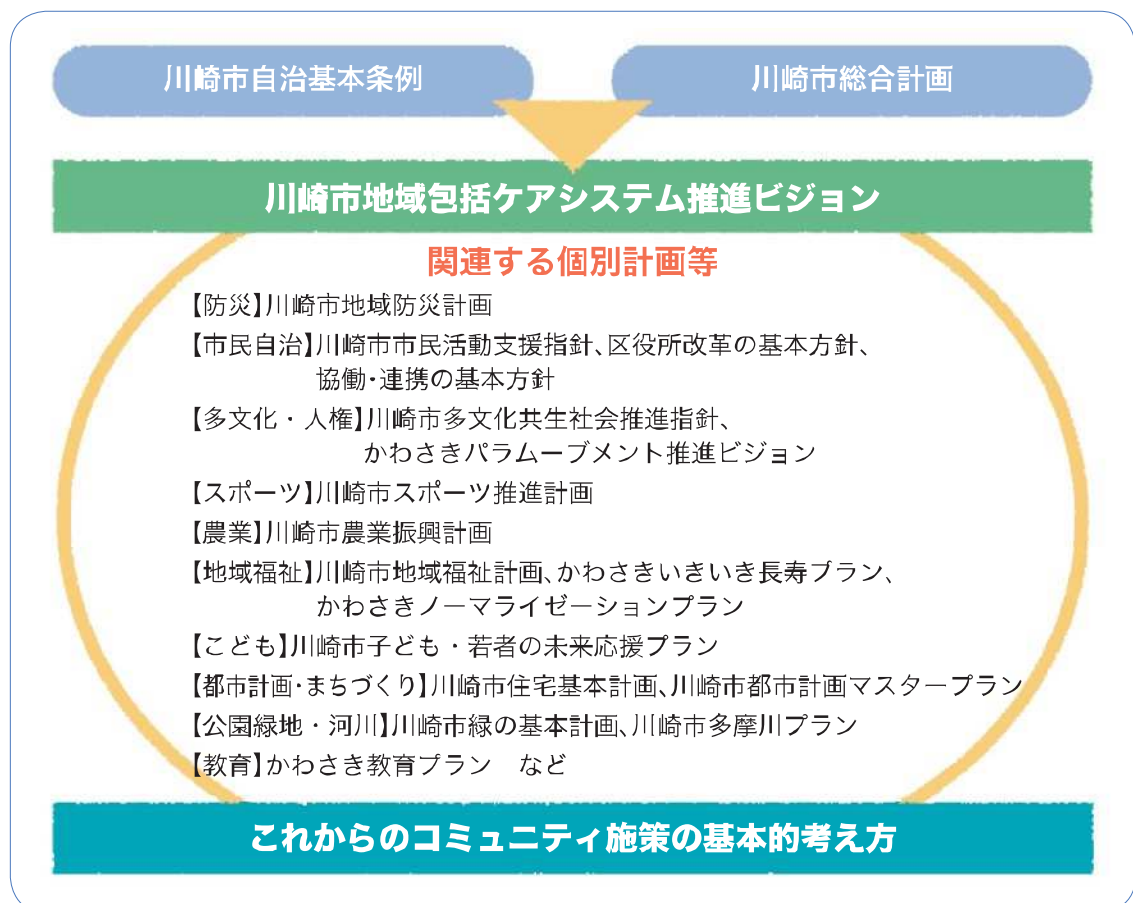 川崎市自治基本条例
川崎市総合計画
川崎市地域包括ケアシステム推進ビジョン
関連する個別計画等
【防災】川崎市地域防災計画
【市民自治】川崎市市民活動支援指針、区役所改革の基本方針、
協働・連携の基本方針
【多文化・人権】川崎市多文化共生社会推進指針、
かわさきパラムーブメント推進ビジョン
【スポーツ】川崎市スポーツ推進計画
【農業】川崎市農業振興計画
【地域福祉】川崎市地域福祉計画、かわさきいきいき長寿プラン、
かわさきノーマライゼーションプラン
【こども】川崎市子ども・若者の未来応援プラン
【都市計画・まちづくり】川崎市住宅基本計画、川崎市都市計画マスタープラン
【公園緑地・河川】川崎市緑の基本計画、川崎市多摩川プラン
【教育】かわさき教育プラン　など
これからのコミュニティ施策の基本的考え方